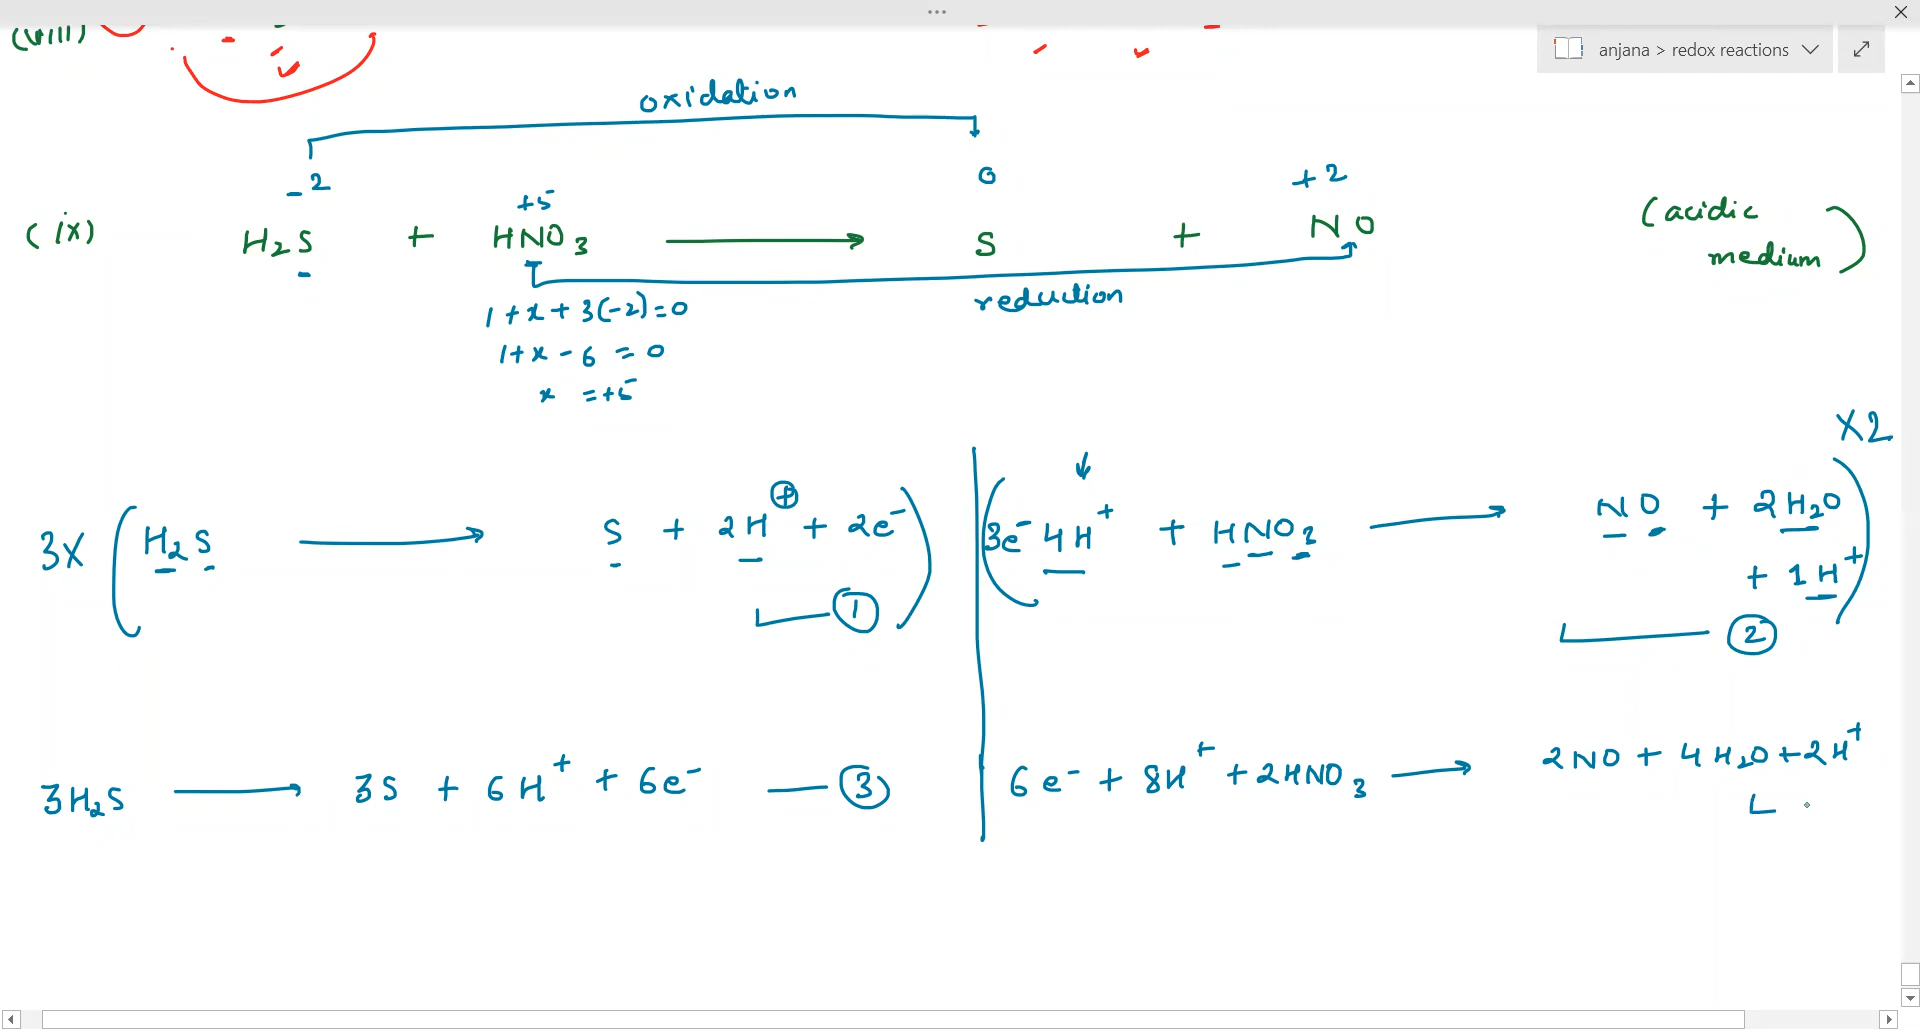 (viii)
anjana > redox reactions
oxidation
-2 +5 0 +2
(ix) H₂S + HNO₃ ⟶ S + NO (acidic medium)
reduction
1 + x + 3(-2) = 0
1 + x - 6 = 0
x = +5
3X (H₂S ⟶ S + 2H⁺ + 2e⁻) ①
(3e⁻ 4H⁺ + HNO₃ ⟶ NO + 2H₂O + 1H⁺) X2 ②
3H₂S ⟶ 3S + 6H⁺ + 6e⁻ — ③
6e⁻ + 8H⁺ + 2HNO₃ ⟶ 2NO + 4H₂O + 2H⁺